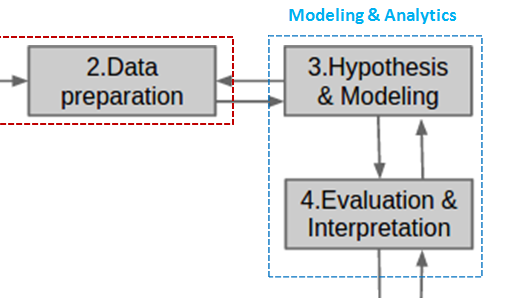 Modeling & Analytics
2.Data
preparation
3.Hypothesis
& Modeling
4.Evaluation &
Interpretation